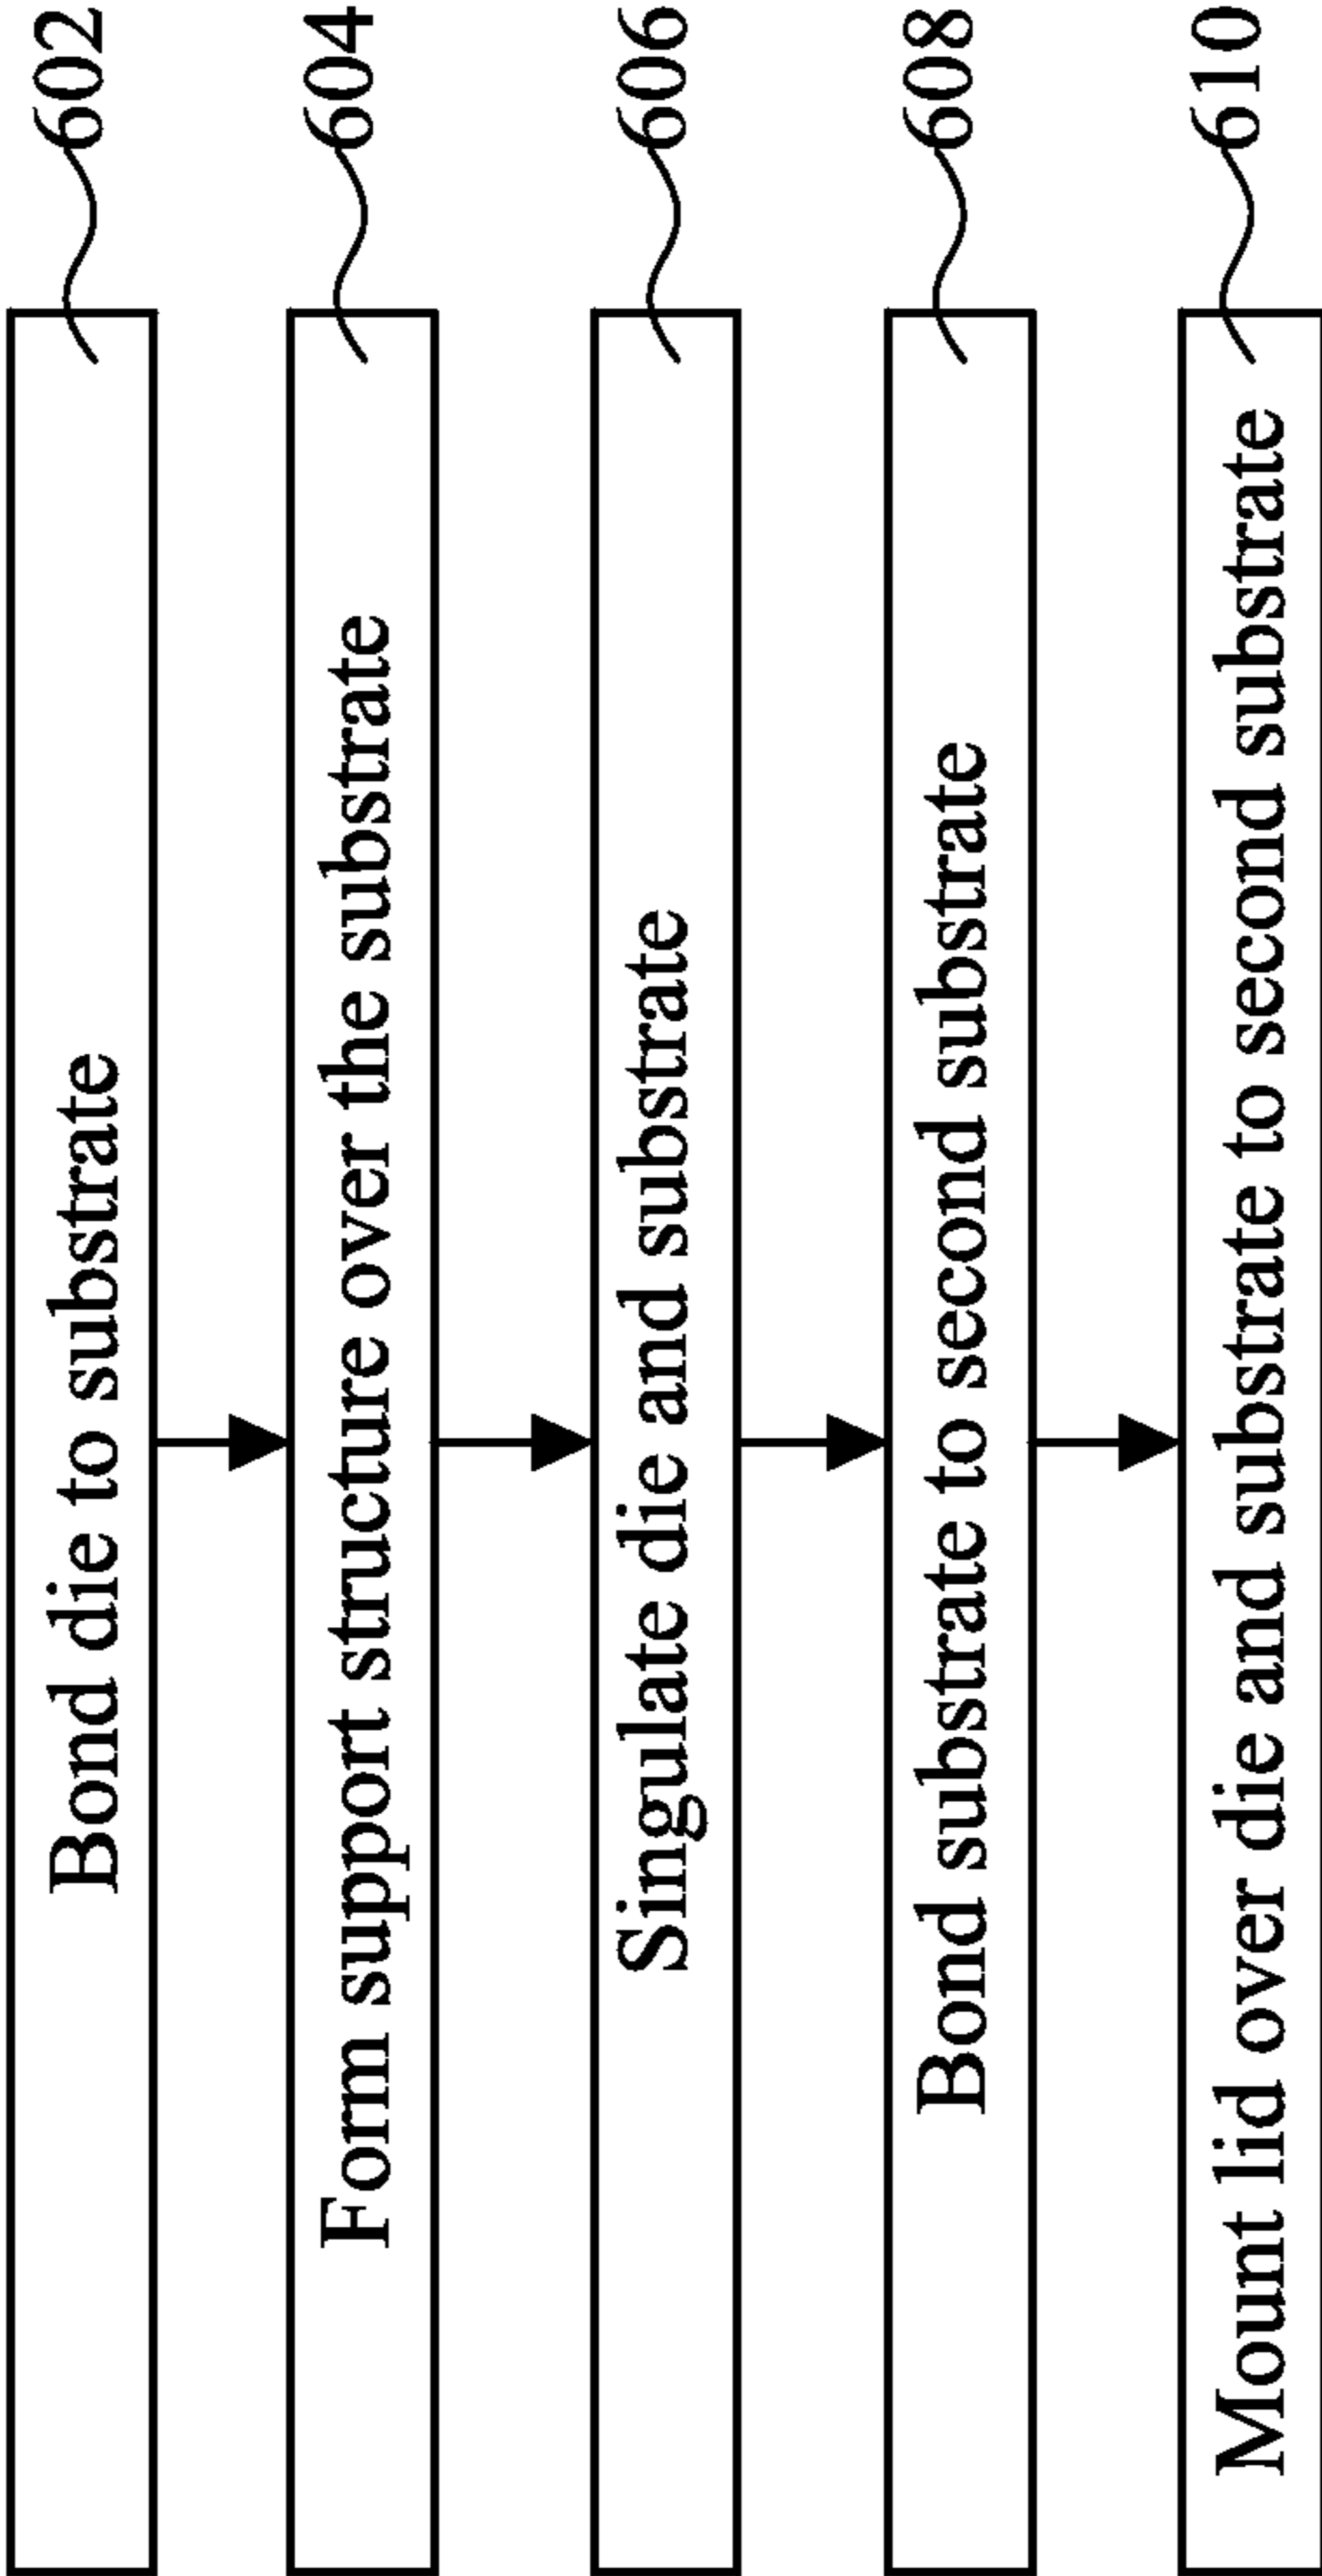 Bond die to substrate 602
Form support structure over the substrate 604
Singulate die and substrate 606
Bond substrate to second substrate 608
Mount lid over die and substrate to second substrate 610